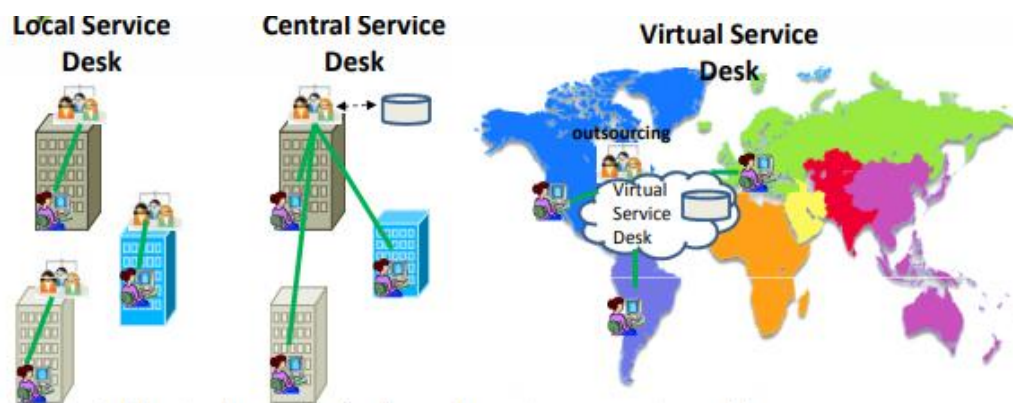 Local Service
Desk
Central Service
Desk
Virtual Service
Desk
outsourcing
Virtual
Service
Desk